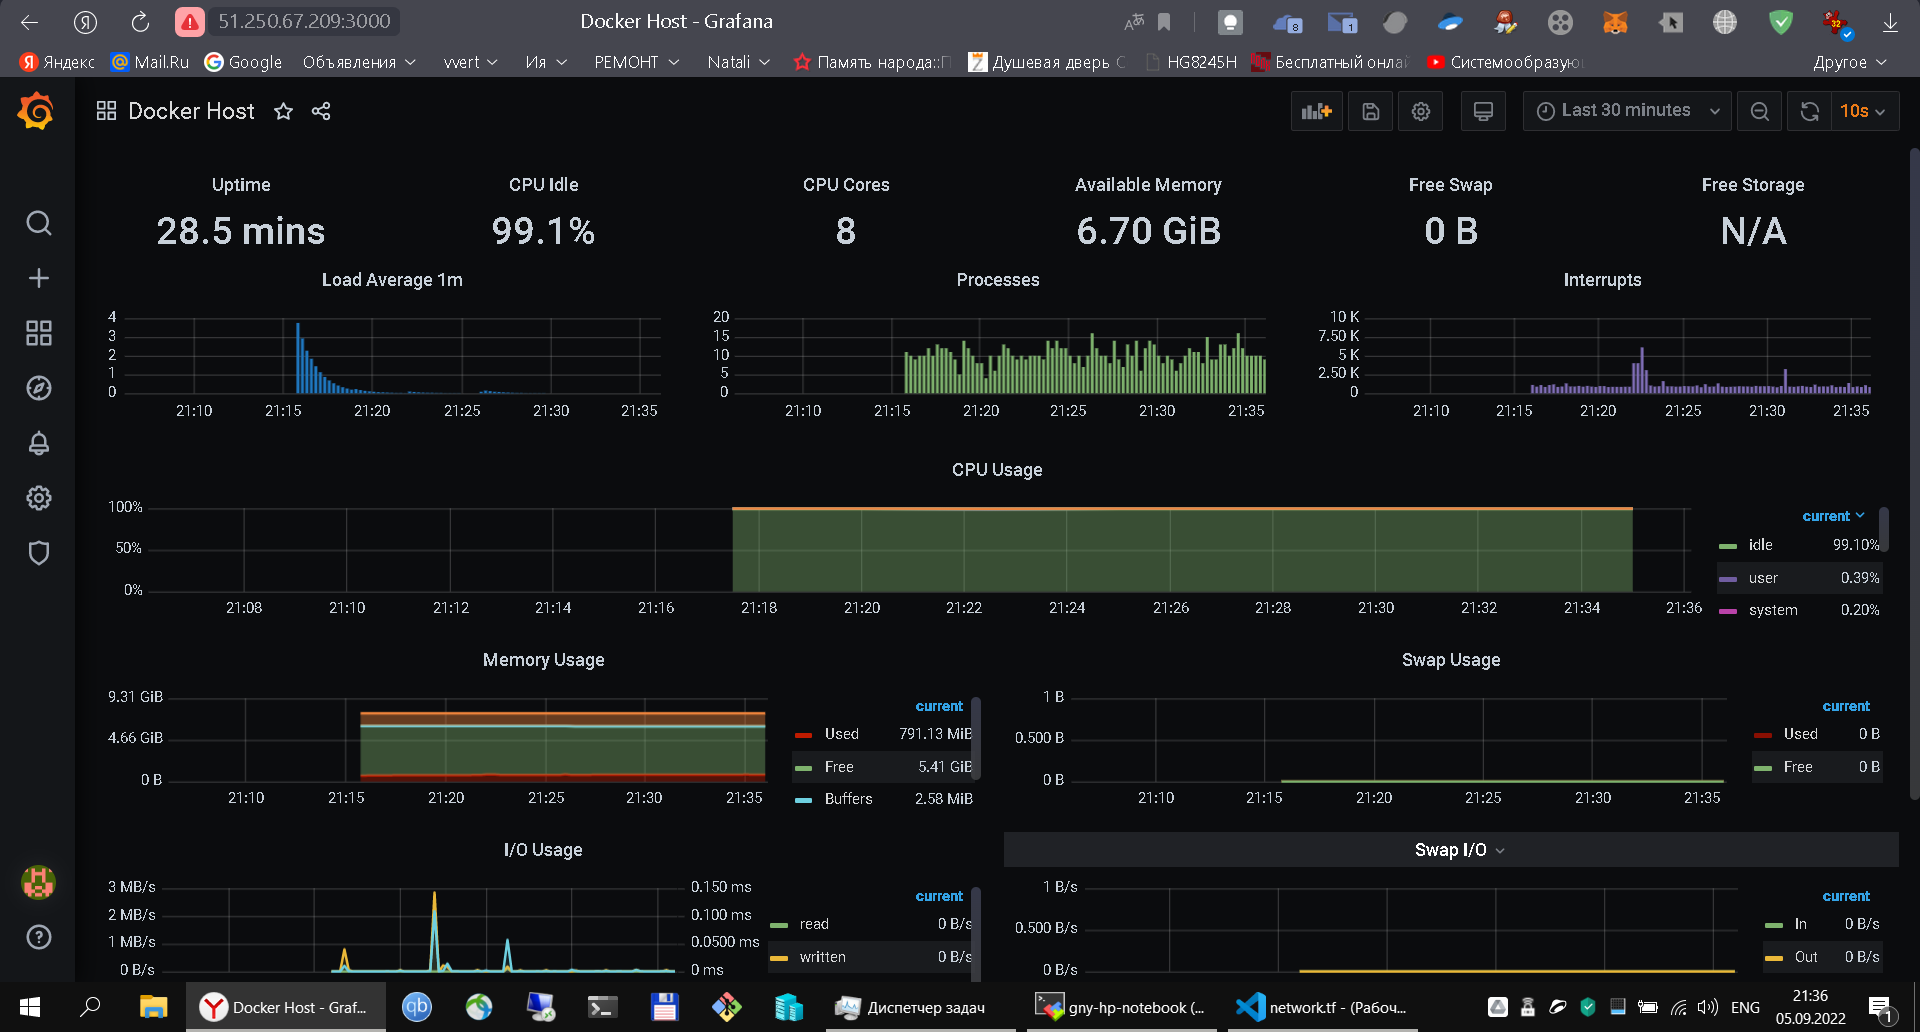 51.250.67.209:3000
Docker Host - Grafana
8
1
32
Яндекс
Mail.Ru
Google
Объявления
vvert
Ия
РЕМОНТ
Natali
Память народа::П
Душевая дверь С
HG8245H
Бесплатный онлай
Системообразую
Другое
Docker Host
Last 30 minutes
10s
Uptime
CPU Idle
CPU Cores
Available Memory
Free Swap
Free Storage
28.5 mins
99.1%
8
6.70 GiB
0 B
N/A
Load Average 1m
4
3
2
1
0
21:10 21:15 21:20 21:25 21:30 21:35
Processes
20
15
10
5
0
21:10 21:15 21:20 21:25 21:30 21:35
Interrupts
10 K
7.50 K
5 K
2.50 K
0
21:10 21:15 21:20 21:25 21:30 21:35
CPU Usage
100%
50%
0%
21:08 21:10 21:12 21:14 21:16 21:18 21:20 21:22 21:24 21:26 21:28 21:30 21:32 21:34 21:36
current
idle 99.10%
user 0.39%
system 0.20%
Memory Usage
9.31 GiB
4.66 GiB
0 B
21:10 21:15 21:20 21:25 21:30 21:35
current
Used 791.13 MiB
Free 5.41 GiB
Buffers 2.58 MiB
Swap Usage
1 B
0.500 B
0 B
21:10 21:15 21:20 21:25 21:30 21:35
current
Used 0 B
Free 0 B
I/O Usage
3 MB/s
2 MB/s
1 MB/s
0 B/s
0.150 ms
0.100 ms
0.0500 ms
0 ms
current
read 0 B/s
written 0 B/s
Swap I/O
1 B/s
0.500 B/s
0 B/s
current
In 0 B/s
Out 0 B/s
Docker Host - Graf...
qb
Диспетчер задач
gny-hp-notebook (...
network.tf - (Рабоч...
ENG
21:36
05.09.2022
1